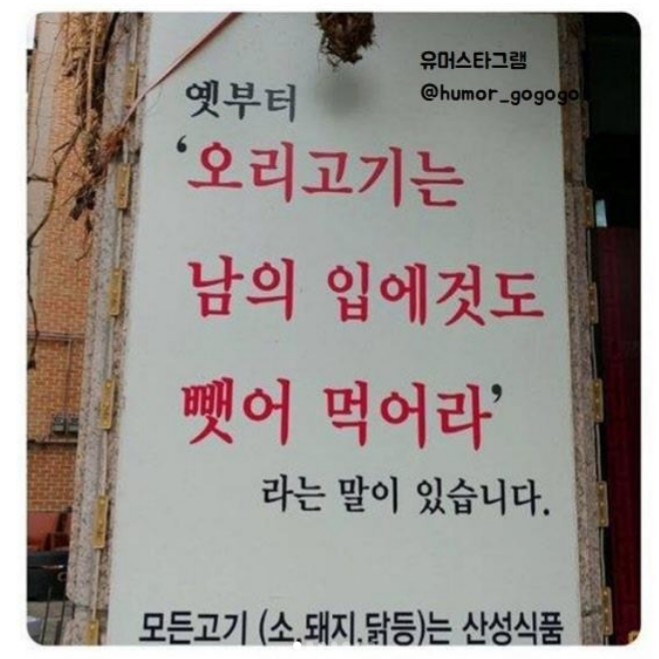 유머스타그램
@humor_gogogo
옛부터
‘오리고기는
남의 입에것도
뺏어 먹어라’
라는 말이 있습니다.
모든고기 (소.돼지.닭등)는 산성식품